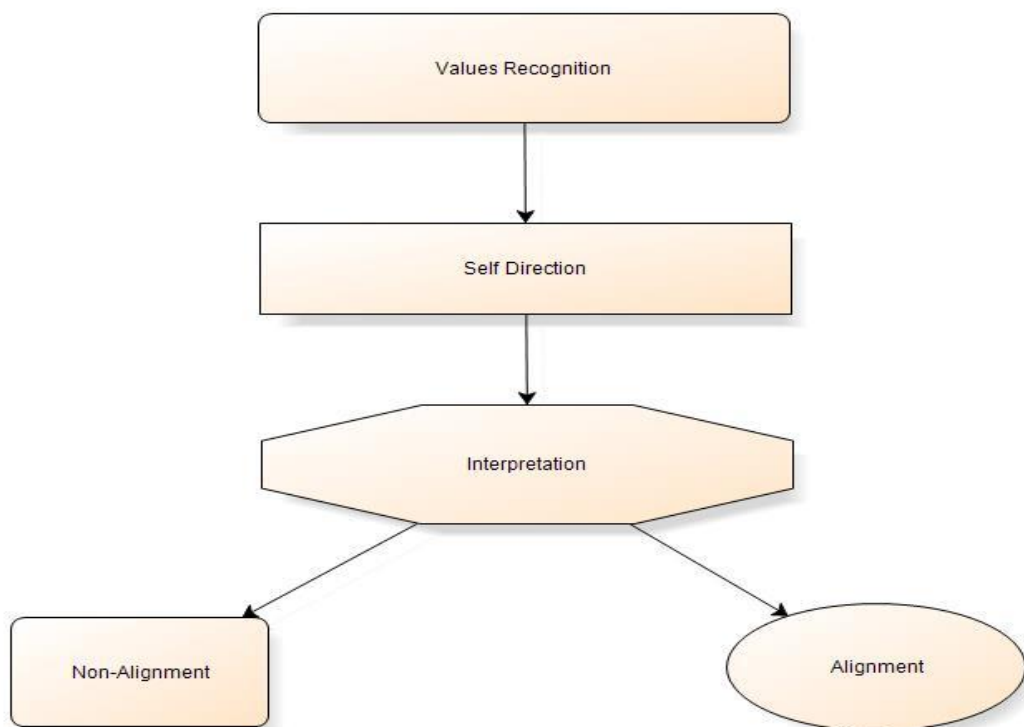 Values Recognition
Self Direction
Interpretation
Non-Alignment
Alignment